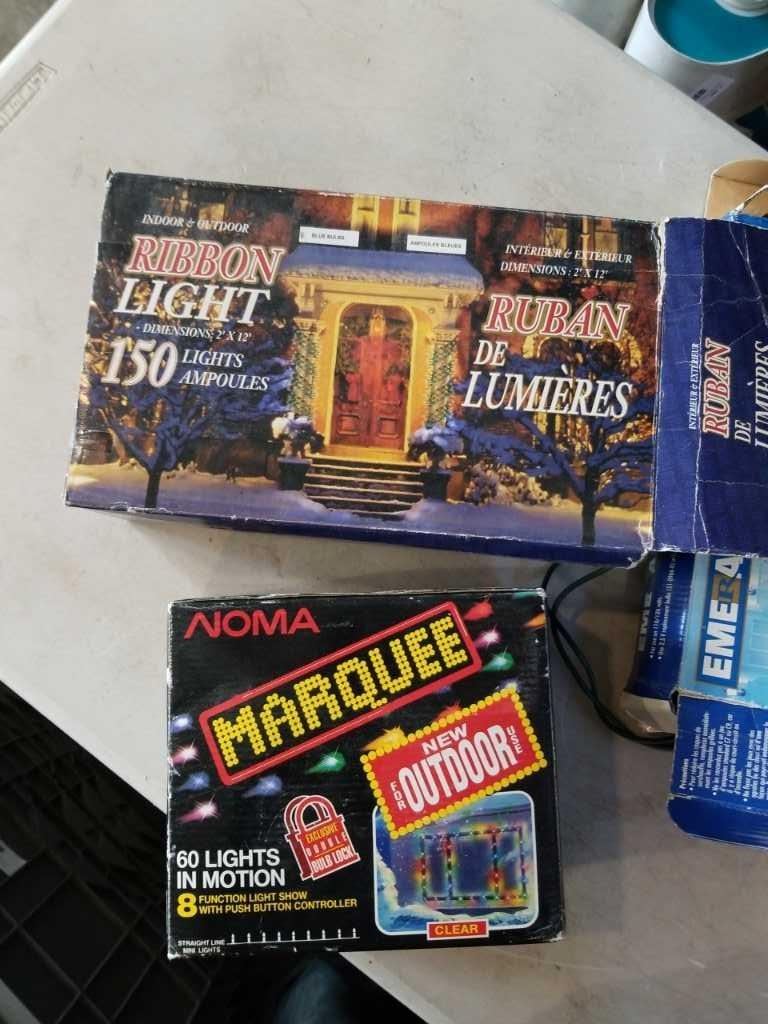 INDOOR & OUTDOOR
RIBBON
LIGHT
- DIMENSIONS: 2' X 12'
150 LIGHTS
AMPOULES
BLUE BULBS
AMPOULES BLEUES
INTÉRIEUR & EXTÉRIEUR
DIMENSIONS : 2' X 12'
RUBAN
DE
LUMIÈRES
INTÉRIEUR & EXTÉRIEUR
RUBAN
DE
LUMIÈRES
NOMA
MARQUEE
NEW
FOR OUTDOOR USE
EXCLUSIVE
DOUBLE
BULB LOCK
60 LIGHTS
IN MOTION
8 FUNCTION LIGHT SHOW
WITH PUSH BUTTON CONTROLLER
STRAIGHT LINE
MINI LIGHTS
CLEAR
EMERA